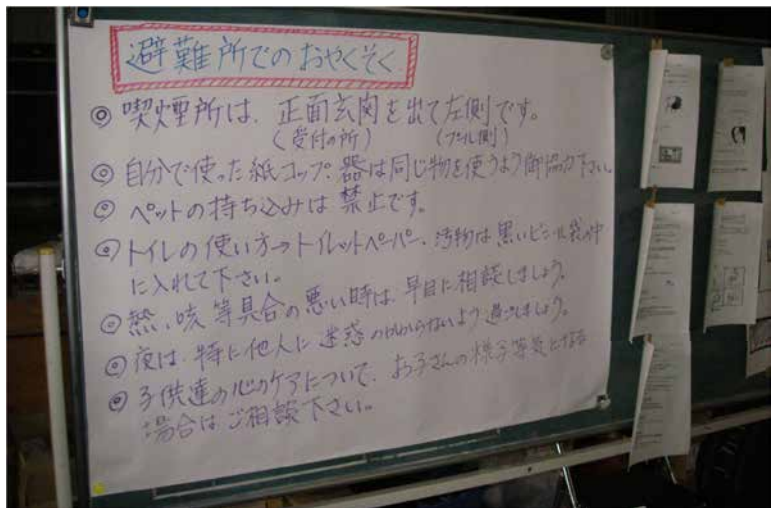 避難所でのおやくそく
◎ 喫煙所は、正面玄関を出て左側です。
(受付の所) (プール側)
◎ 自分で使った紙コップ、器は同じ物を使うよう御協力下さい。
◎ ペットの持ち込みは禁止です。
◎ トイレの使い方→トイレットペーパー、汚物は黒いビニール袋の中
に入れて下さい。
◎ 熱、咳等具合の悪い時は、早目に相談しましょう。
◎ 夜は、特に他人に迷惑のかからないよう過ごしましょう。
◎ 子供達の心のケアについて、お子さんの様子等気になる
場合はご相談下さい。